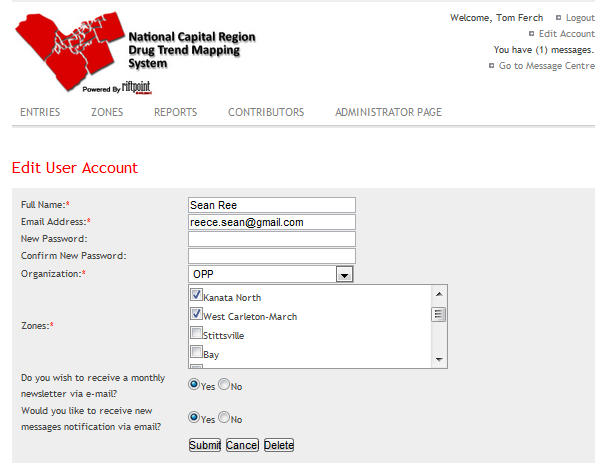 National Capital Region
Drug Trend Mapping
System
Powered By riftpoint
Welcome, Tom Ferch Logout
Edit Account
You have (1) messages.
Go to Message Centre
ENTRIES ZONES REPORTS CONTRIBUTORS ADMINISTRATOR PAGE
Edit User Account
Full Name:* Sean Ree
Email Address:* reece.sean@gmail.com
New Password:
Confirm New Password:
Organization:* OPP
Zones:*
Kanata North
West Carleton-March
Stittsville
Bay
Do you wish to receive a monthly
newsletter via e-mail? Yes No
Would you like to receive new
messages notification via email? Yes No
Submit Cancel Delete